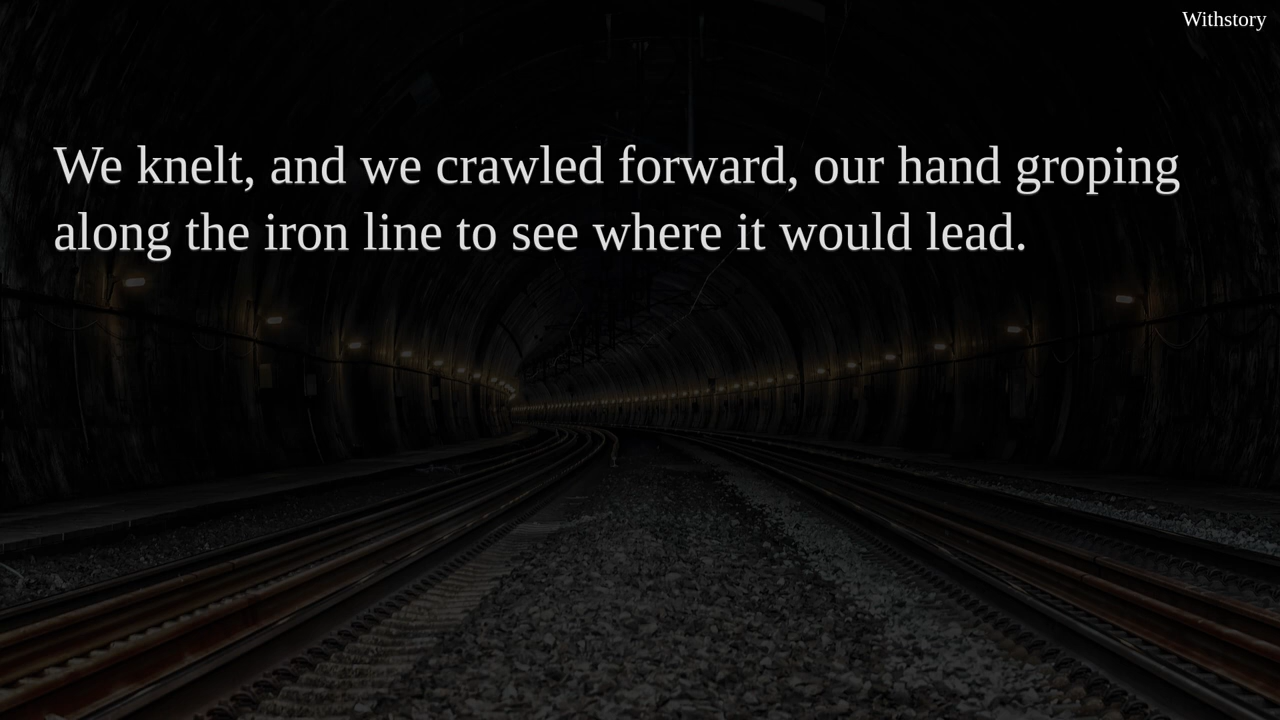 Withstory
We knelt, and we crawled forward, our hand groping
along the iron line to see where it would lead.